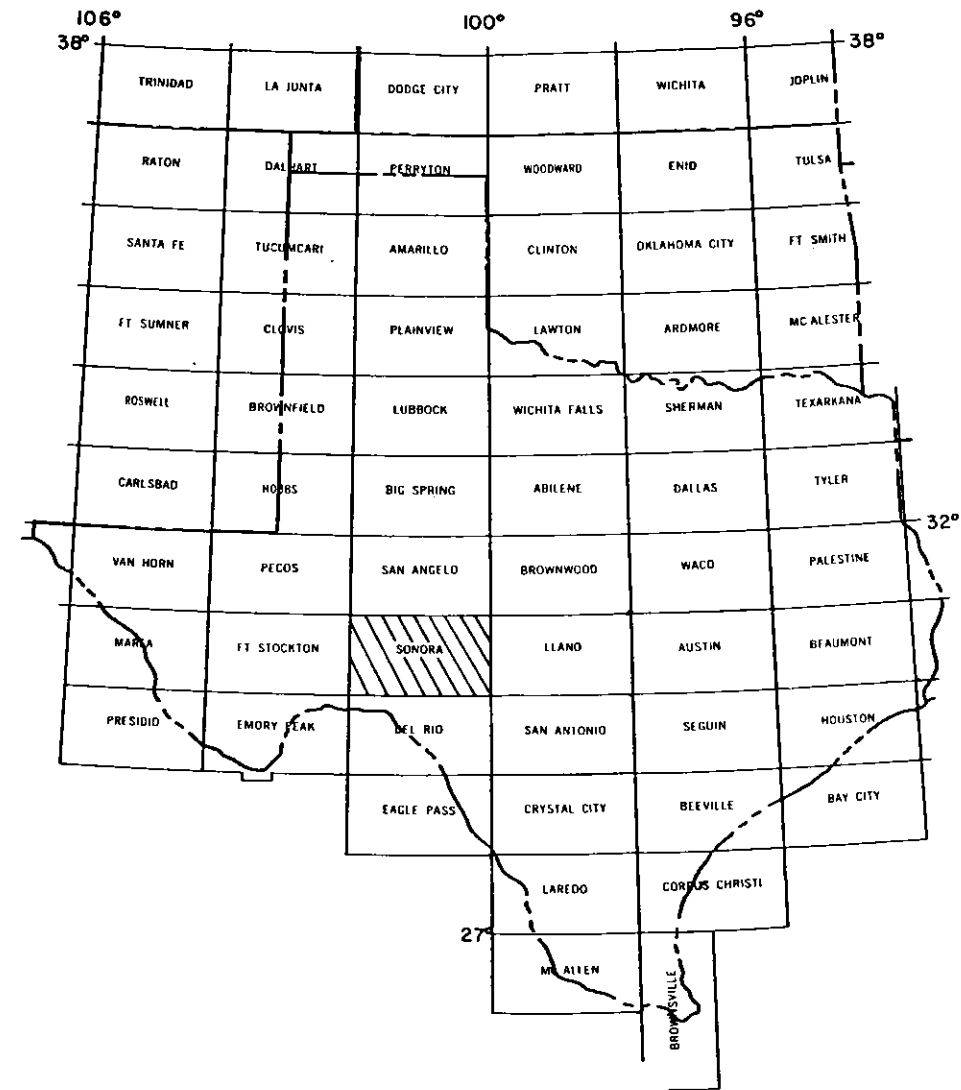 106° 100° 96°
38° 38°
TRINIDAD LA JUNTA DODGE CITY PRATT WICHITA JOPLIN
RATON DALHART PERRYTON WOODWARD ENID TULSA
SANTA FE TUCUMCARI AMARILLO CLINTON OKLAHOMA CITY FT SMITH
FT SUMNER CLOVIS PLAINVIEW LAWTON ARDMORE MC ALESTER
ROSWELL BROWNFIELD LUBBOCK WICHITA FALLS SHERMAN TEXARKANA
CARLSBAD HOBBS BIG SPRING ABILENE DALLAS TYLER
32°
VAN HORN PECOS SAN ANGELO BROWNWOOD WACO PALESTINE
MARFA FT STOCKTON SONORA LLANO AUSTIN BEAUMONT
PRESIDIO EMORY PEAK DEL RIO SAN ANTONIO SEGUIN HOUSTON
EAGLE PASS CRYSTAL CITY BEEVILLE BAY CITY
LAREDO CORPUS CHRISTI
27°
MC ALLEN
BROWNSVILLE